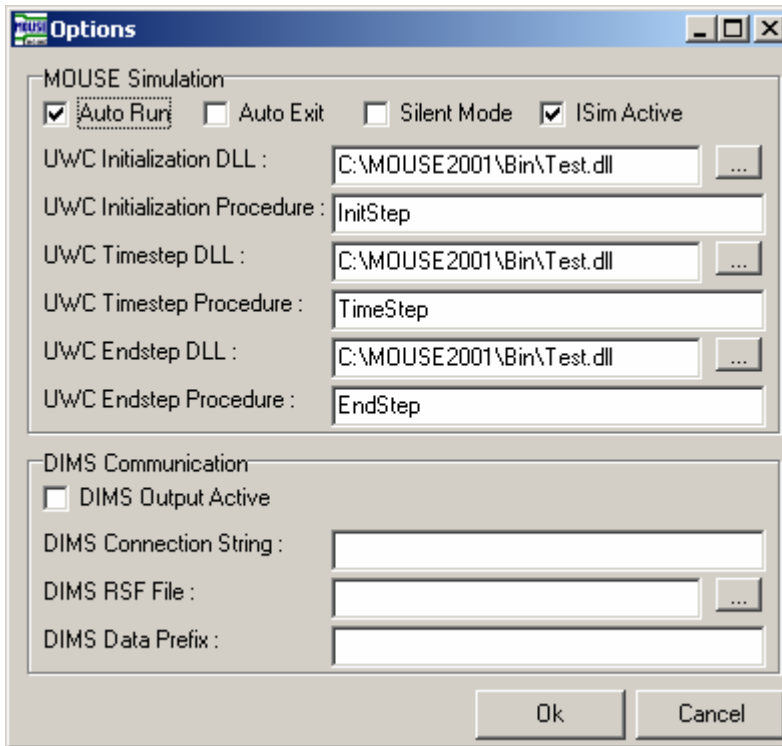 MOUSE Options
MOUSE Simulation
Auto Run Auto Exit Silent Mode ISim Active
UWC Initialization DLL : C:\MOUSE2001\Bin\Test.dll ...
UWC Initialization Procedure : InitStep
UWC Timestep DLL : C:\MOUSE2001\Bin\Test.dll ...
UWC Timestep Procedure : TimeStep
UWC Endstep DLL : C:\MOUSE2001\Bin\Test.dll ...
UWC Endstep Procedure : EndStep
DIMS Communication
DIMS Output Active
DIMS Connection String :
DIMS RSF File : ...
DIMS Data Prefix :
Ok Cancel